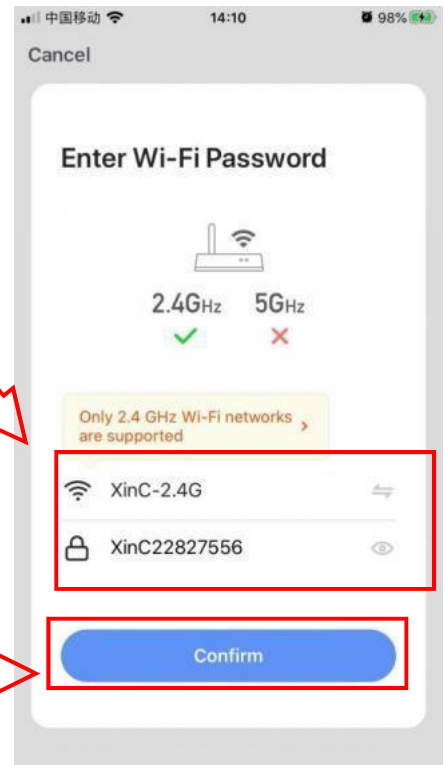 中国移动 14:10 98%
Cancel
Enter Wi-Fi Password
2.4GHz 5GHz
Only 2.4 GHz Wi-Fi networks
are supported
XinC-2.4G
XinC22827556
Confirm